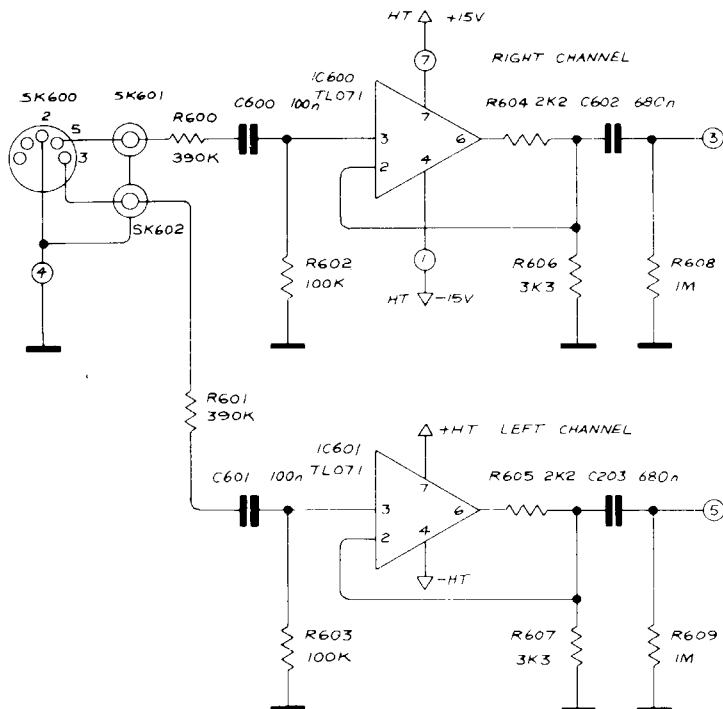 HT +15V
7
RIGHT CHANNEL
SK600
2
5
3
SK601
R600
390K
C600 100n
IC600
TL071
7
3
2
4
6
R604 2K2 C602 680n
3
SK602
4
R602
100K
1
HT -15V
R606
3K3
R608
1M
R601
390K
+HT LEFT CHANNEL
C601 100n
IC601
TL071
7
3
2
4
6
R605 2K2 C203 680n
5
-HT
R603
100K
R607
3K3
R609
1M